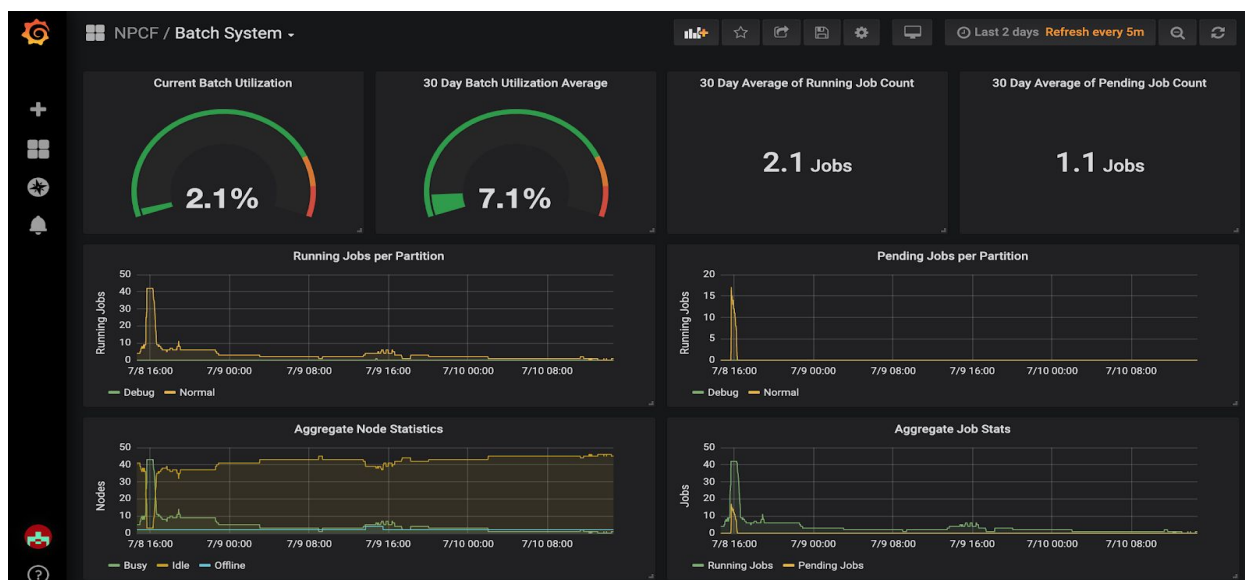 NPCF / Batch System
Last 2 days Refresh every 5m
Current Batch Utilization
2.1%
30 Day Batch Utilization Average
7.1%
30 Day Average of Running Job Count
2.1 Jobs
30 Day Average of Pending Job Count
1.1 Jobs
Running Jobs per Partition
Running Jobs
50
40
30
20
10
0
7/8 16:00 7/9 00:00 7/9 08:00 7/9 16:00 7/10 00:00 7/10 08:00
Debug Normal
Pending Jobs per Partition
Running Jobs
20
15
10
5
0
7/8 16:00 7/9 00:00 7/9 08:00 7/9 16:00 7/10 00:00 7/10 08:00
Debug Normal
Aggregate Node Statistics
Nodes
50
40
30
20
10
0
7/8 16:00 7/9 00:00 7/9 08:00 7/9 16:00 7/10 00:00 7/10 08:00
Busy Idle Offline
Aggregate Job Stats
Jobs
50
40
30
20
10
0
7/8 16:00 7/9 00:00 7/9 08:00 7/9 16:00 7/10 00:00 7/10 08:00
Running Jobs Pending Jobs